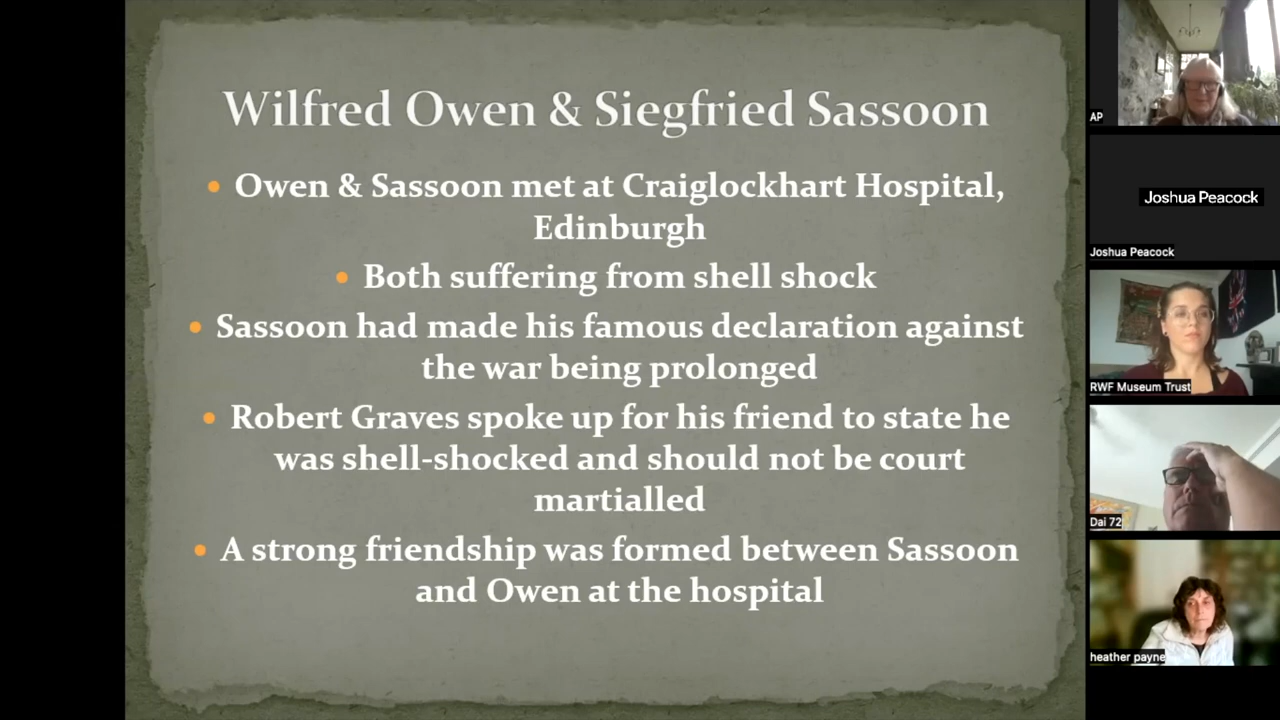 Wilfred Owen & Siegfried Sassoon
• Owen & Sassoon met at Craiglockhart Hospital,
Edinburgh
• Both suffering from shell shock
• Sassoon had made his famous declaration against
the war being prolonged
• Robert Graves spoke up for his friend to state he
was shell-shocked and should not be court
martialled
• A strong friendship was formed between Sassoon
and Owen at the hospital
AP
Joshua Peacock
Joshua Peacock
RWF Museum Trust
Dai 72
heather payne